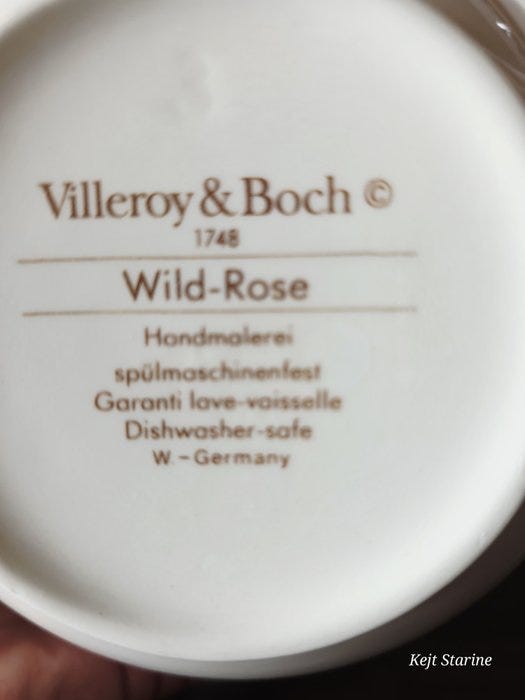 Villeroy & Boch ©
1748
Wild-Rose
Handmalerei
spülmaschinenfest
Garanti lave-vaisselle
Dishwasher-safe
W.-Germany
Kejt Starine